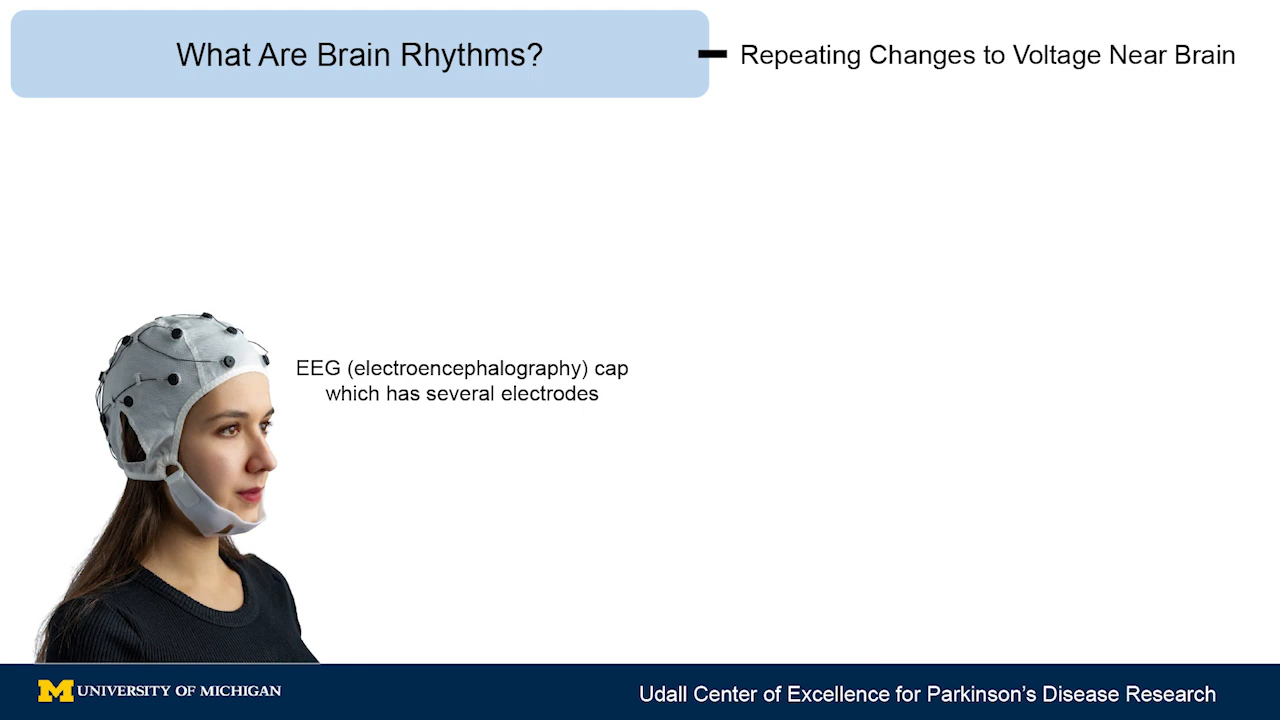 What Are Brain Rhythms?
Repeating Changes to Voltage Near Brain
EEG (electroencephalography) cap
which has several electrodes
M UNIVERSITY OF MICHIGAN
Udall Center of Excellence for Parkinson’s Disease Research